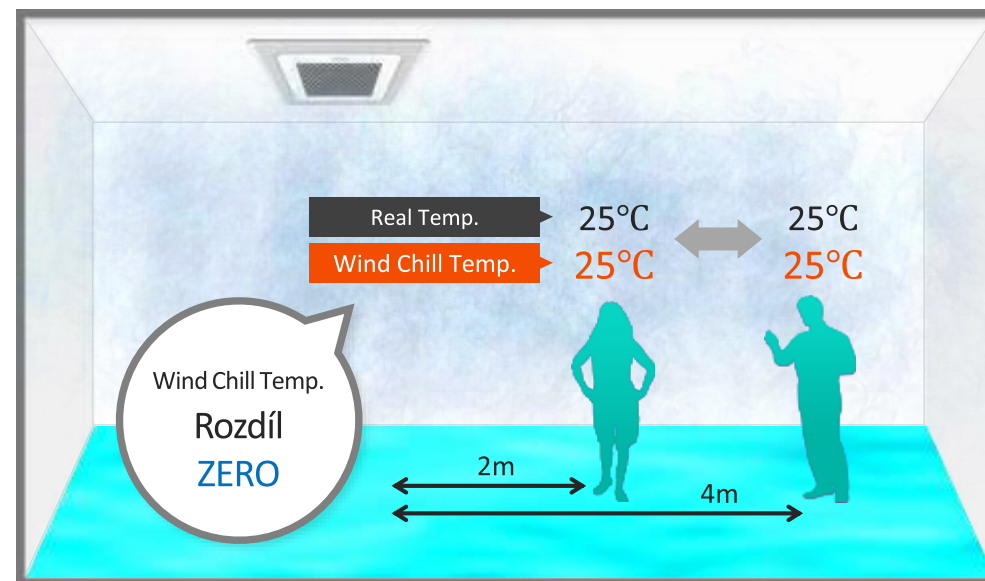 Real Temp. 25℃ 25℃
Wind Chill Temp. 25℃ 25℃
Wind Chill Temp.
Rozdíl
ZERO
2m
4m